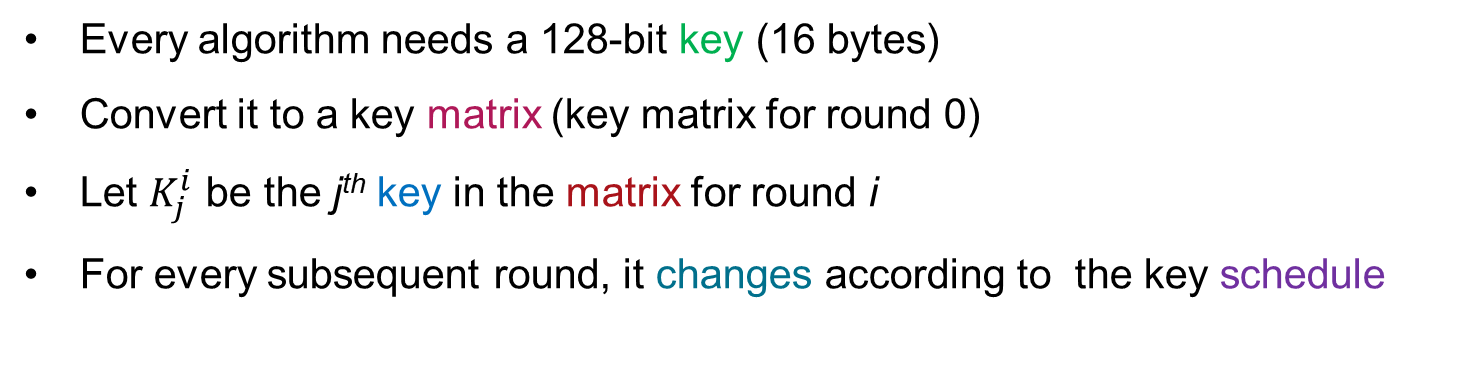 • Every algorithm needs a 128-bit key (16 bytes)
• Convert it to a key matrix (key matrix for round 0)
• Let $K_j^i$ be the $j^{th}$ key in the matrix for round i
• For every subsequent round, it changes according to  the key schedule